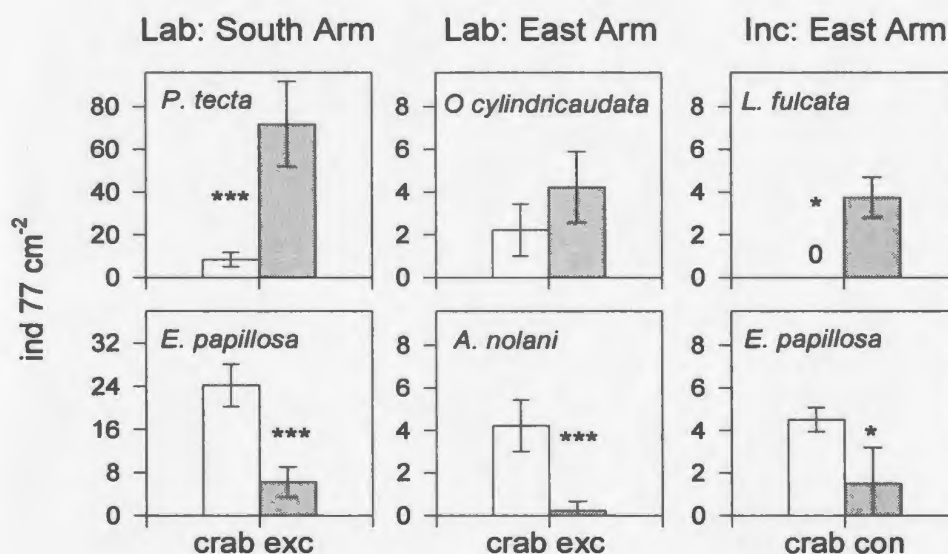 Lab: South Arm
Lab: East Arm
Inc: East Arm
ind 77 cm-2
P. tecta
80
60
40
20
0
***
O cylindricaudata
8
6
4
2
0
L. fulcata
8
6
4
2
0
*
0
E. papillosa
32
24
16
8
0
***
crab exc
A. nolani
8
6
4
2
0
***
crab exc
E. papillosa
8
6
4
2
0
*
crab con